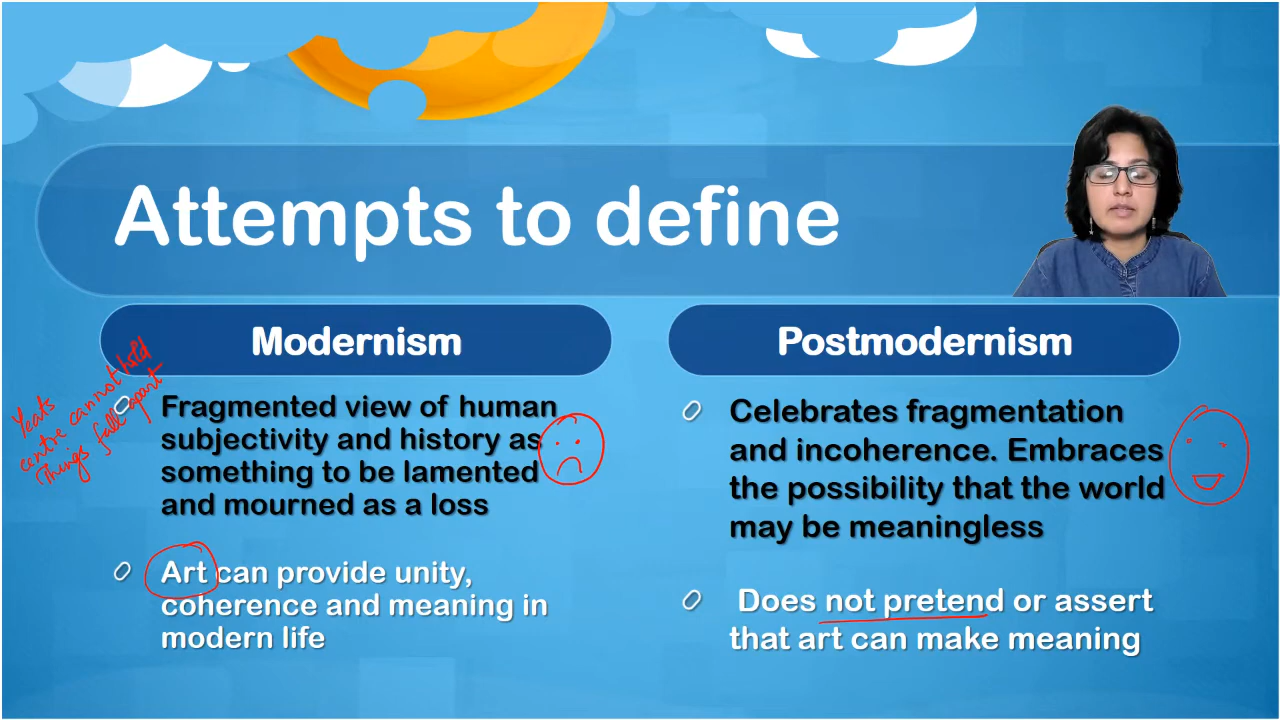 Attempts to define
Modernism
Yeats
centre cannot hold
Things fall apart
Fragmented view of human
subjectivity and history as
something to be lamented
and mourned as a loss
Art can provide unity,
coherence and meaning in
modern life
Postmodernism
Celebrates fragmentation
and incoherence. Embraces
the possibility that the world
may be meaningless
Does not pretend or assert
that art can make meaning